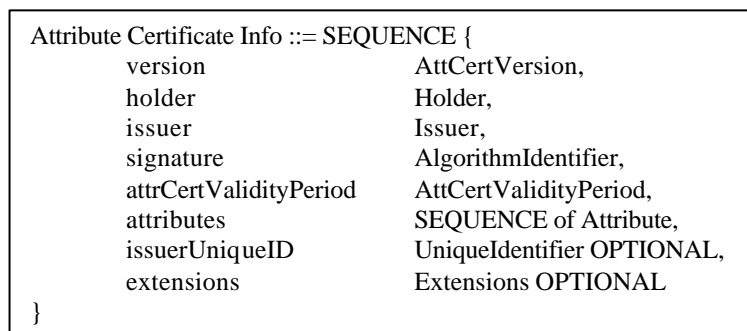 Attribute Certificate Info ::= SEQUENCE {
version AttCertVersion,
holder Holder,
issuer Issuer,
signature AlgorithmIdentifier,
attrCertValidityPeriod AttCertValidityPeriod,
attributes SEQUENCE of Attribute,
issuerUniqueID UniqueIdentifier OPTIONAL,
extensions Extensions OPTIONAL
}